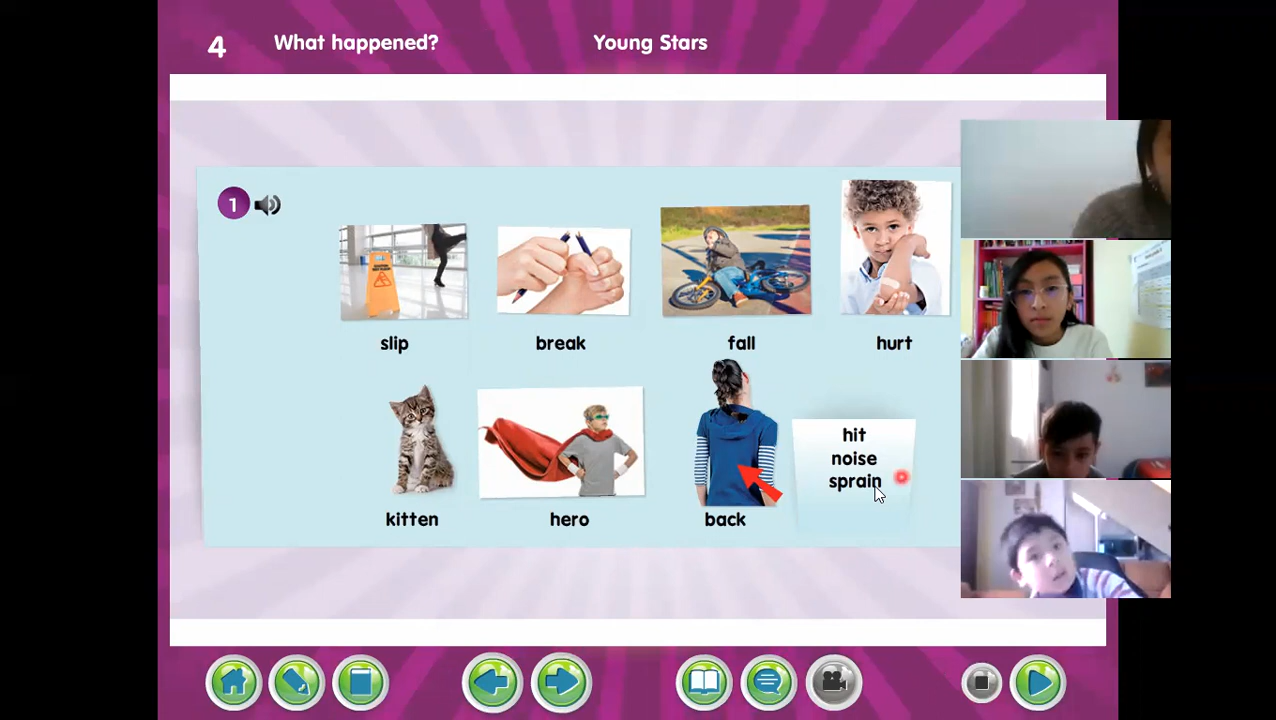 4 What happened? Young Stars
1
slip break fall hurt
kitten hero back
hit
noise
sprain